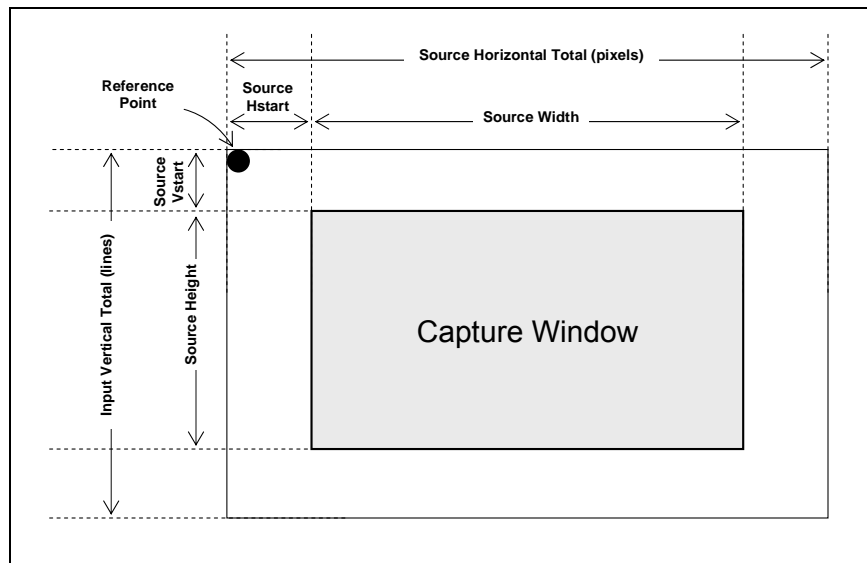 Source Horizontal Total (pixels)
Reference
Point
Source
Hstart
Source Width
Source
Vstart
Input Vertical Total (lines)
Source Height
Capture Window